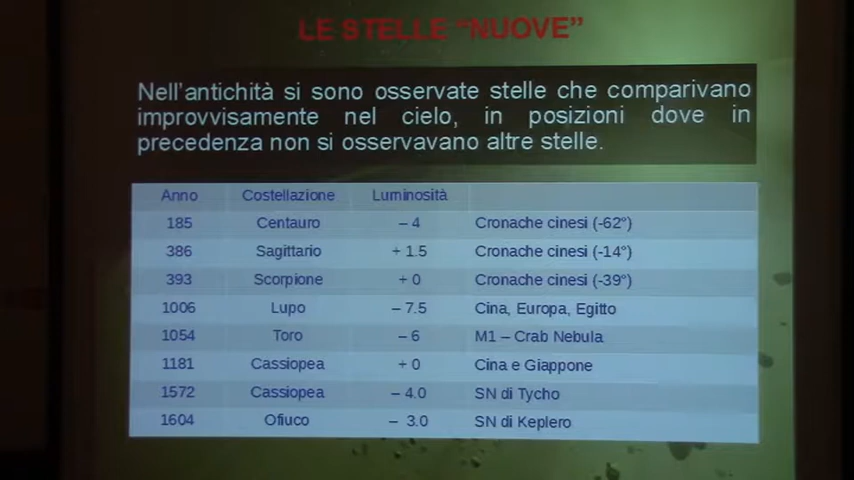 LE STELLE “NUOVE”
Nell’antichità si sono osservate stelle che comparivano
improvvisamente nel cielo, in posizioni dove in
precedenza non si osservavano altre stelle.
Anno Costellazione Luminosità
185 Centauro – 4 Cronache cinesi (-62°)
386 Sagittario + 1.5 Cronache cinesi (-14°)
393 Scorpione + 0 Cronache cinesi (-39°)
1006 Lupo – 7.5 Cina, Europa, Egitto
1054 Toro – 6 M1 – Crab Nebula
1181 Cassiopea + 0 Cina e Giappone
1572 Cassiopea – 4.0 SN di Tycho
1604 Ofiuco – 3.0 SN di Keplero